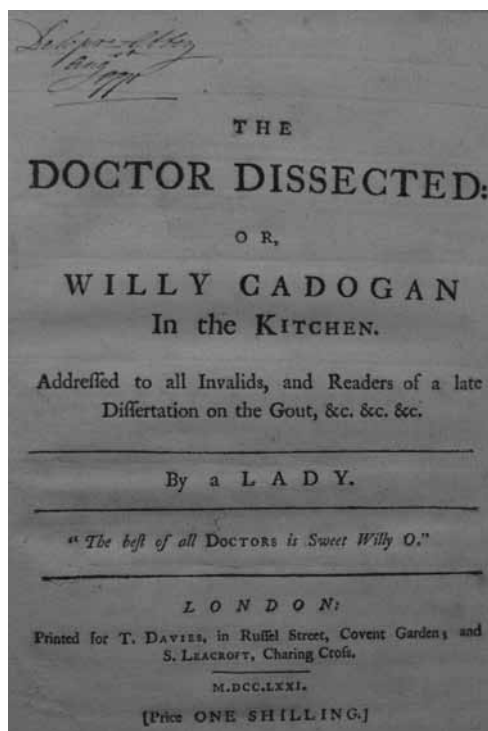 Abbey
THE
DOCTOR DISSECTED:
OR,
WILLY CADOGAN
In the KITCHEN.
Addreſſed to all Invalids, and Readers of a late
Diſſertation on the Gout, &c. &c. &c.
By a LADY.
"The beſt of all DOCTORS is Sweet Willy O."
LONDON:
Printed for T. DAVIES, in Ruſſel Street, Covent Garden; and
S. LEACROFT, Charing Croſs.
M.DCC.LXXI.
[Price ONE SHILLING.]